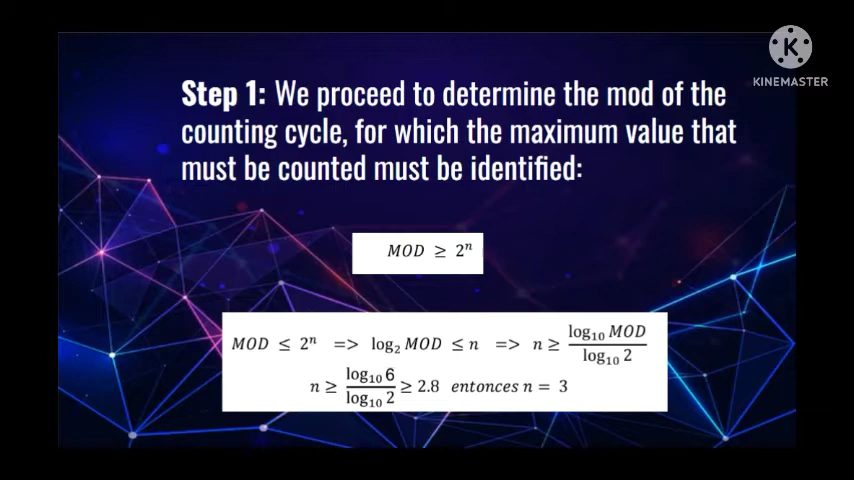 KINEMASTER
Step 1: We proceed to determine the mod of the
counting cycle, for which the maximum value that
must be counted must be identified:
MOD ≥ 2ⁿ
MOD ≤ 2ⁿ => log₂ MOD ≤ n => n ≥ log₁₀ MOD / log₁₀ 2
n ≥ log₁₀ 6 / log₁₀ 2 ≥ 2.8 entonces n = 3